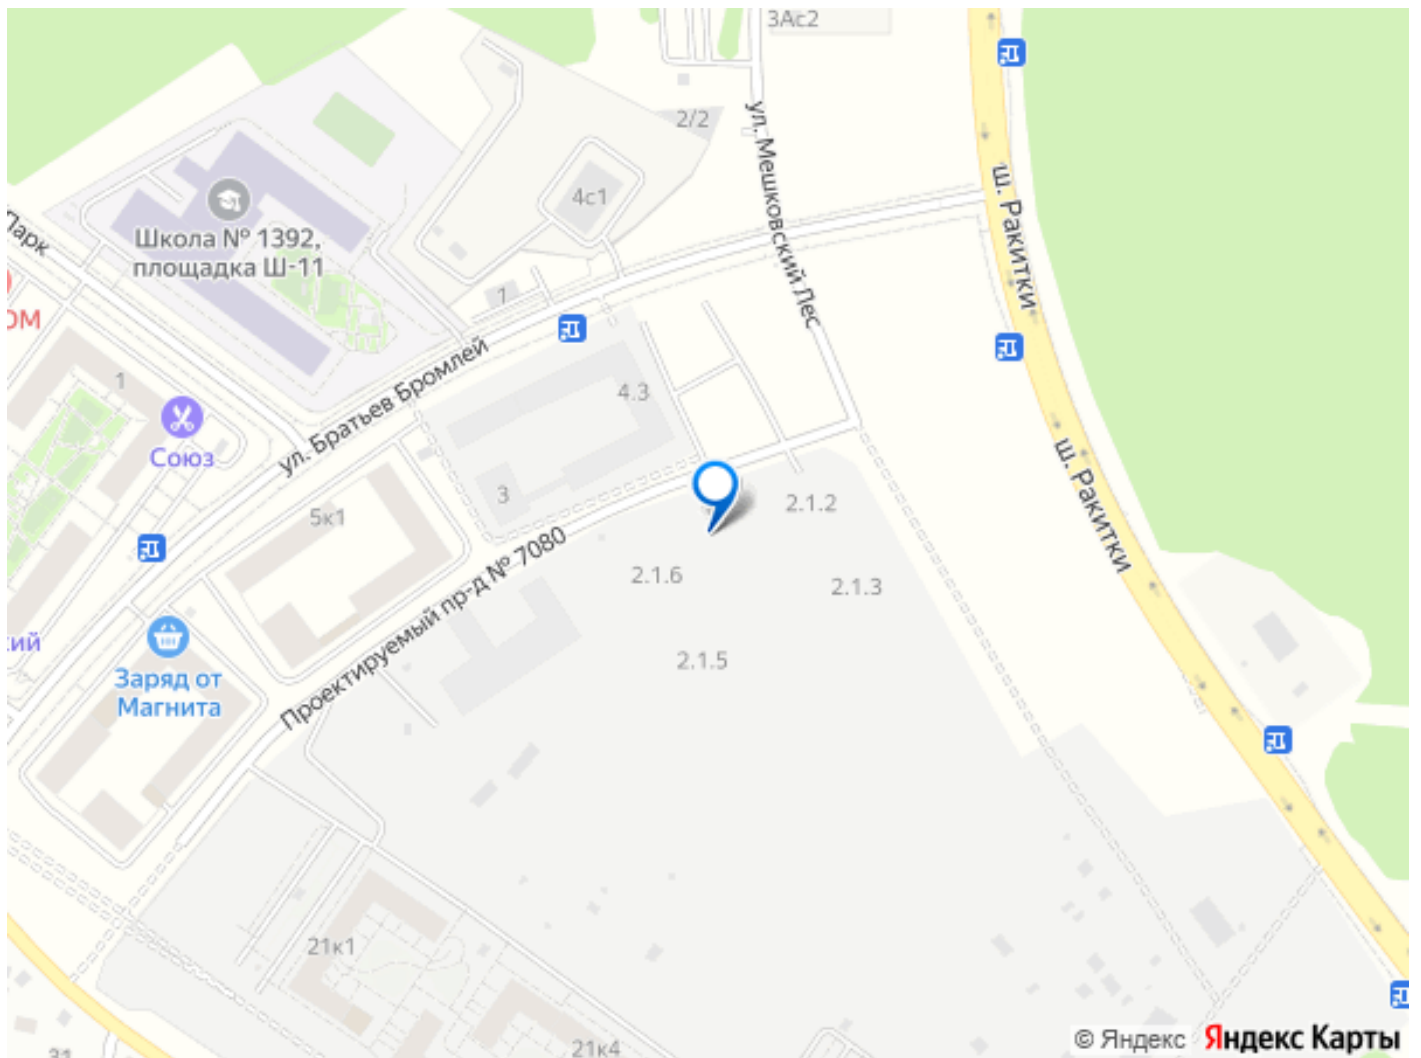 3Ас2
2/2
ул. Мешковский Лес
ш. Ракитки
4с1
Парк
Школа № 1392,
площадка Ш-11
1
ОМ
ул. Братьев Бромлей
1
4.3
Союз
3
5к1
2.1.2
ш. Ракитки
Проектируемый пр-д № 7080
2.1.6
2.1.3
2.1.5
кий
Заряд от
Магнита
21к1
31
21к4
© Яндекс Яндекс Карты